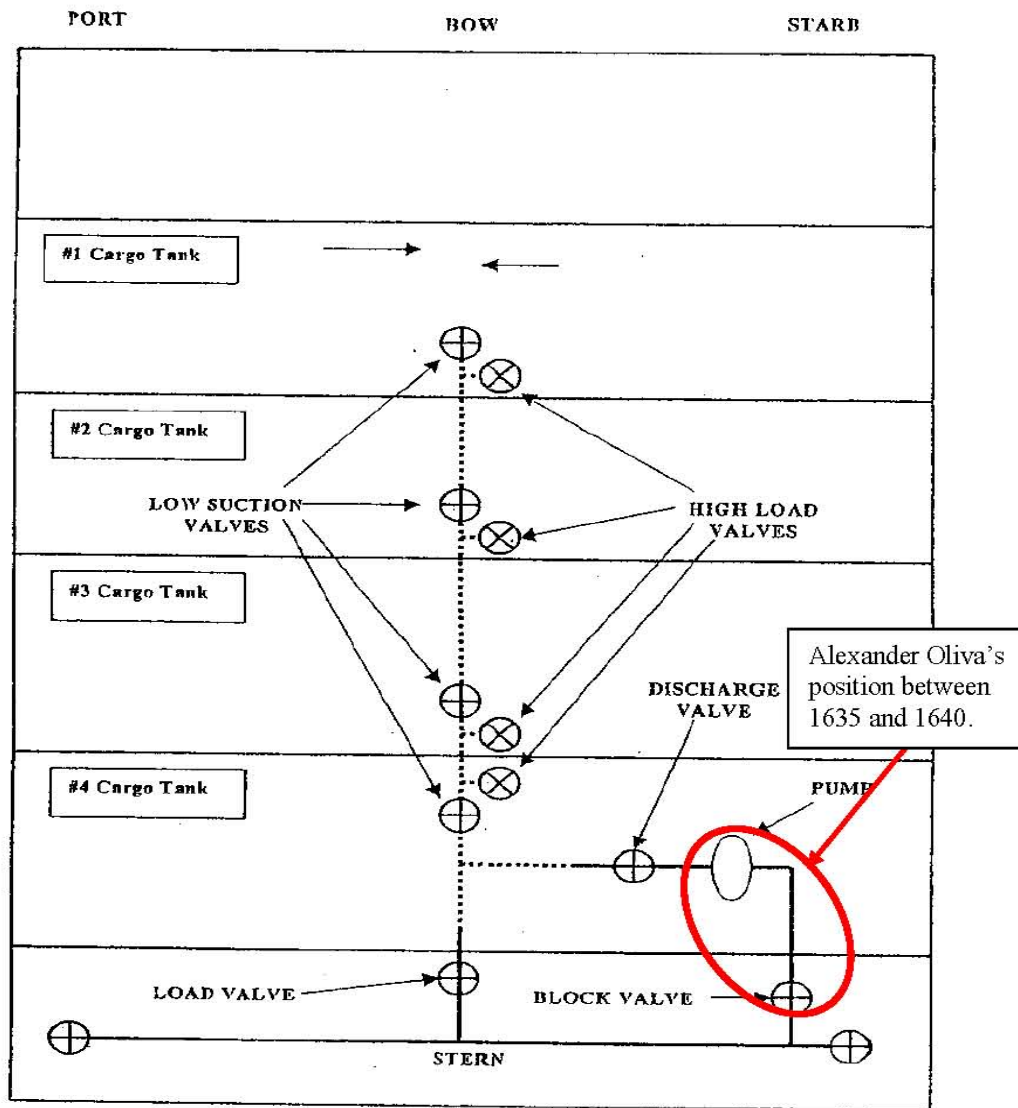 PORT BOW STARB
#1 Cargo Tank
#2 Cargo Tank
LOW SUCTION
VALVES
HIGH LOAD
VALVES
#3 Cargo Tank
Alexander Oliva's
position between
1635 and 1640.
DISCHARGE
VALVE
#4 Cargo Tank
PUMP
LOAD VALVE
BLOCK VALVE
STERN